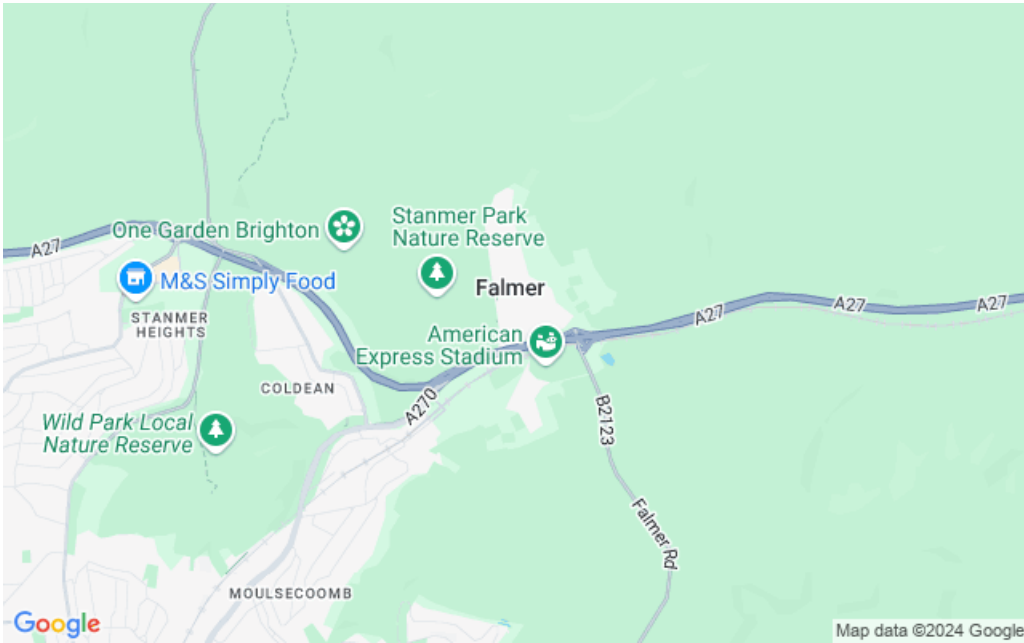 Stanmer Park
Nature Reserve
One Garden Brighton
A27
M&S Simply Food
Falmer
A27
A27
A27
STANMER
HEIGHTS
American
Express Stadium
COLDEAN
A270
B2123
Wild Park Local
Nature Reserve
Falmer Rd
MOULSECOOMB
Google
Map data ©2024 Google